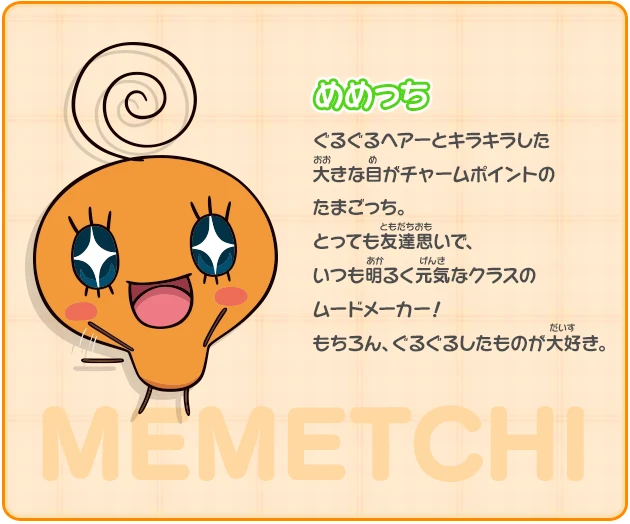 めめっち
ぐるぐるヘアーとキラキラした
大きな目がチャームポイントの
たまごっち。
とっても友達思いで、
いつも明るく元気なクラスの
ムードメーカー!
もちろん、ぐるぐるしたものが大好き。
MEMETCHI